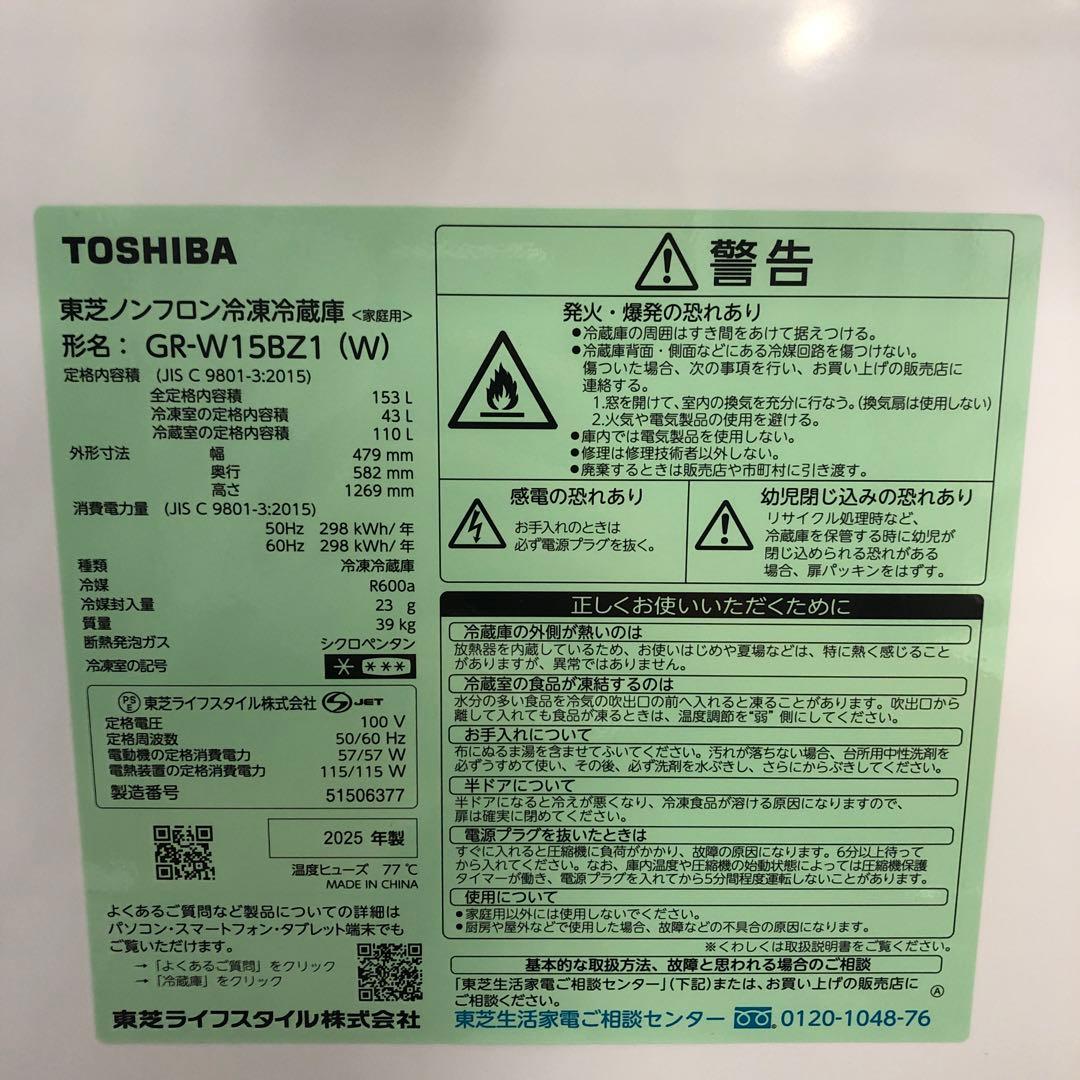 TOSHIBA
東芝ノンフロン冷凍冷蔵庫 <家庭用>
形名: GR-W15BZ1 (W)
定格内容積 (JIS C 9801-3:2015)
全定格内容積 153 L
冷凍室の定格内容積 43 L
冷蔵室の定格内容積 110 L
外形寸法 幅 479 mm
奥行 582 mm
高さ 1269 mm
消費電力量 (JIS C 9801-3:2015)
50Hz 298 kWh/年
60Hz 298 kWh/年
種類 冷凍冷蔵庫
冷媒 R600a
冷媒封入量 23 g
質量 39 kg
断熱発泡ガス シクロペンタン
冷凍室の記号 * ***
PSE 東芝ライフスタイル株式会社 S JET
定格電圧 100 V
定格周波数 50/60 Hz
電動機の定格消費電力 57/57 W
電熱装置の定格消費電力 115/115 W
製造番号 51506377
2025 年製
温度ヒューズ 77℃
MADE IN CHINA
よくあるご質問など製品についての詳細は
パソコン・スマートフォン・タブレット端末でも
ご覧いただけます。
→「よくあるご質問」をクリック
→「冷蔵庫」をクリック
東芝ライフスタイル株式会社
警告
発火・爆発の恐れあり
●冷蔵庫の周囲はすき間をあけて据えつける。
●冷蔵庫背面・側面などにある冷媒回路を傷つけない。
傷ついた場合、次の事項を行い、お買い上げの販売店に
連絡する。
1.窓を開けて、室内の換気を充分に行なう。(換気扇は使用しない)
2.火気や電気製品の使用を避ける。
●庫内では電気製品を使用しない。
●修理は修理技術者以外しない。
●廃棄するときは販売店や市町村に引き渡す。
感電の恐れあり
お手入れのときは
必ず電源プラグを抜く。
幼児閉じ込みの恐れあり
リサイクル処理時など、
冷蔵庫を保管する時に幼児が
閉じ込められる恐れがある
場合、扉パッキンをはずす。
正しくお使いいただくために
冷蔵庫の外側が熱いのは
放熱器を内蔵しているため、お使いはじめや夏場などは、特に熱く感じること
がありますが、異常ではありません。
冷蔵室の食品が凍結するのは
水分の多い食品を冷気の吹出口の前へ入れると凍ることがあります。吹出口から
離して入れても食品が凍るときは、温度調節を"弱"側にしてください。
お手入れについて
布にぬるま湯を含ませてふいてください。汚れが落ちない場合、台所用中性洗剤を
必ずうすめて使い、その後、必ず洗剤を水ぶきし、さらにからぶきしてください。
半ドアについて
半ドアになると冷えが悪くなり、冷凍食品が溶ける原因になりますので、
扉は確実に閉めてください。
電源プラグを抜いたときは
すぐに入れると圧縮機に負荷がかかり、故障の原因になります。6分以上待って
から入れてください。なお、庫内温度や圧縮機の始動状態によっては圧縮機保護
タイマーが働き、電源プラグを入れてから5分間程度運転しないことがあります。
使用について
●家庭用以外には使用しないでください。
●厨房や屋外などで使用した場合、故障などの不具合の原因になります。
※くわしくは取扱説明書をご覧ください。
基本的な取扱方法、故障と思われる場合のご相談
「東芝生活家電ご相談センター」(下記)または、お買い上げの販売店に
ご相談ください。 Ⓐ
東芝生活家電ご相談センター 0120-1048-76